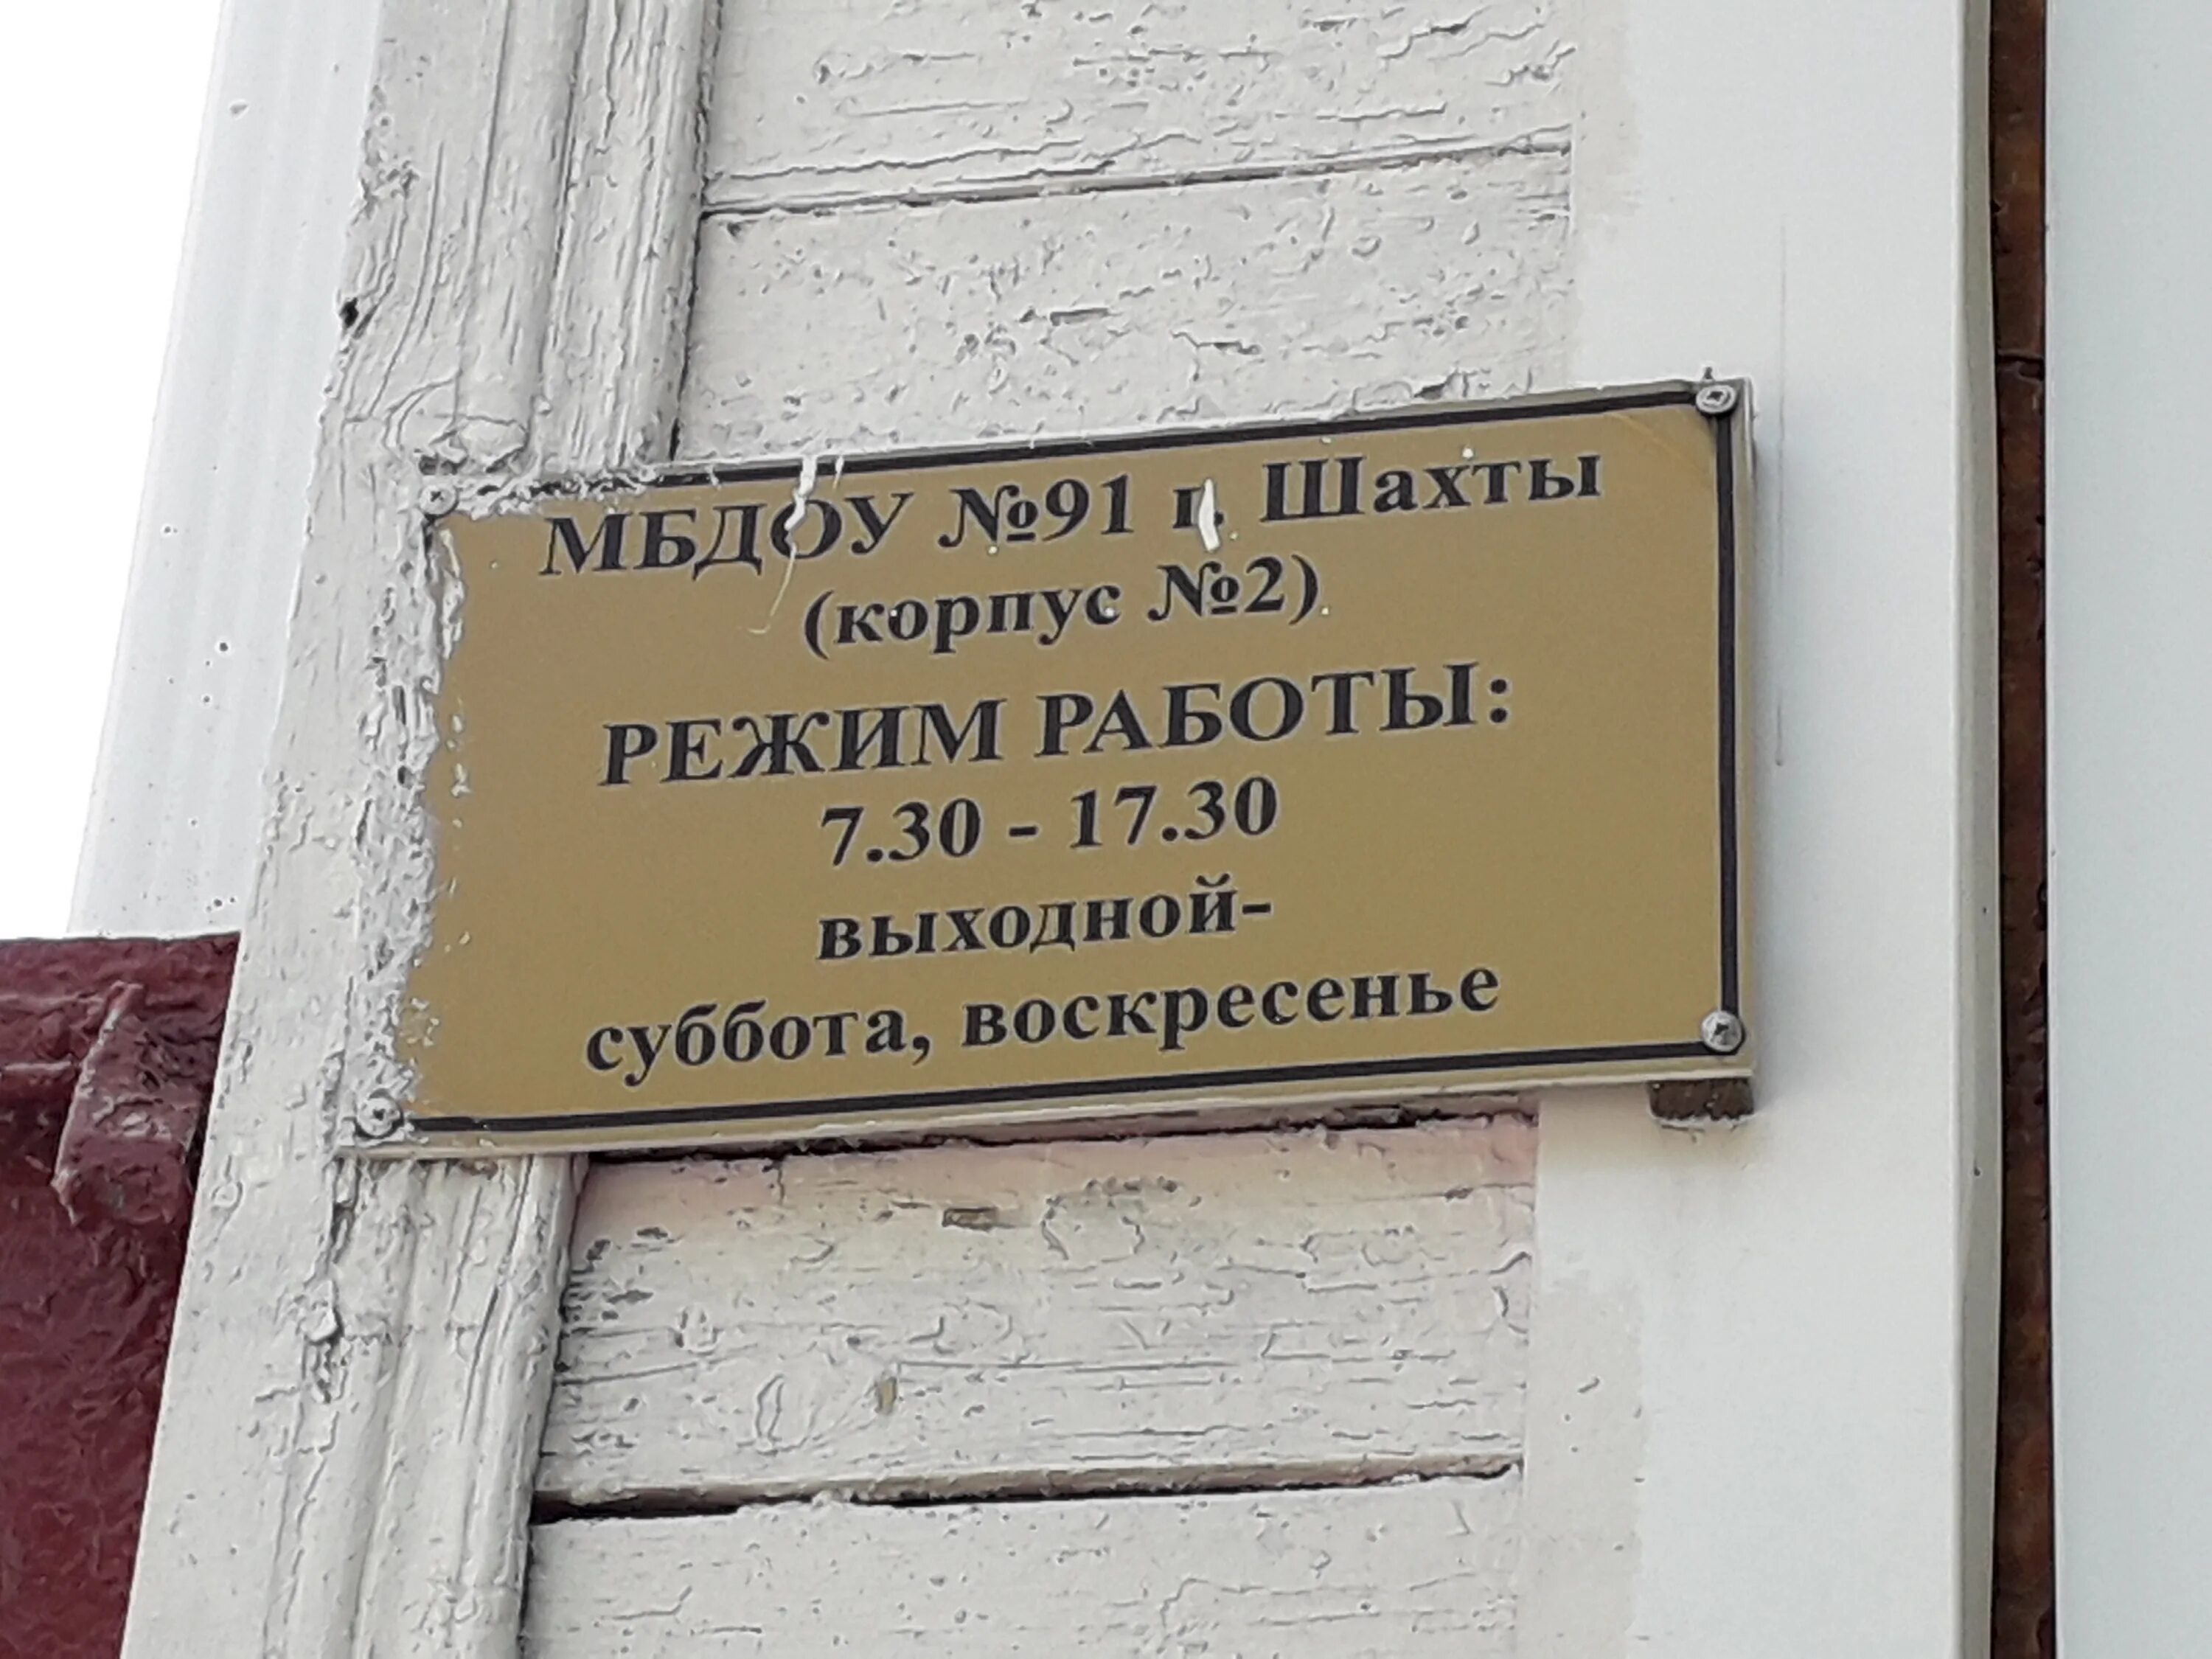 МБДОУ №91 г. Шахты
(корпус №2)
РЕЖИМ РАБОТЫ:
7.30 - 17.30
выходной-
суббота, воскресенье